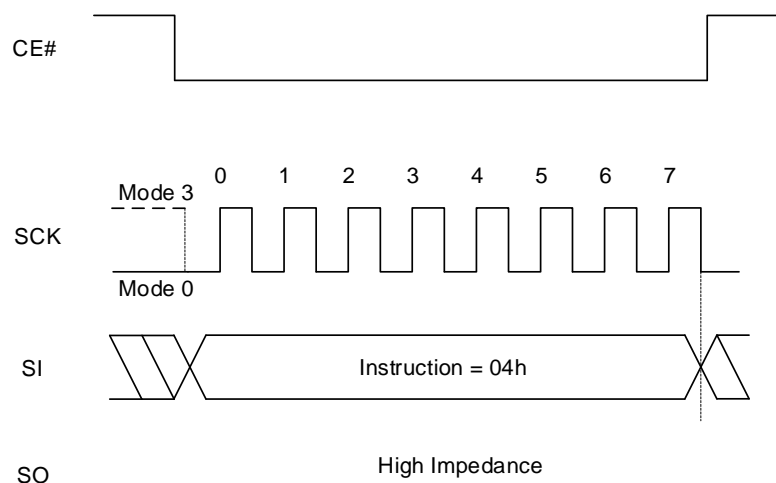 CE#
0 1 2 3 4 5 6 7
Mode 3
SCK
Mode 0
SI
Instruction = 04h
SO
High Impedance